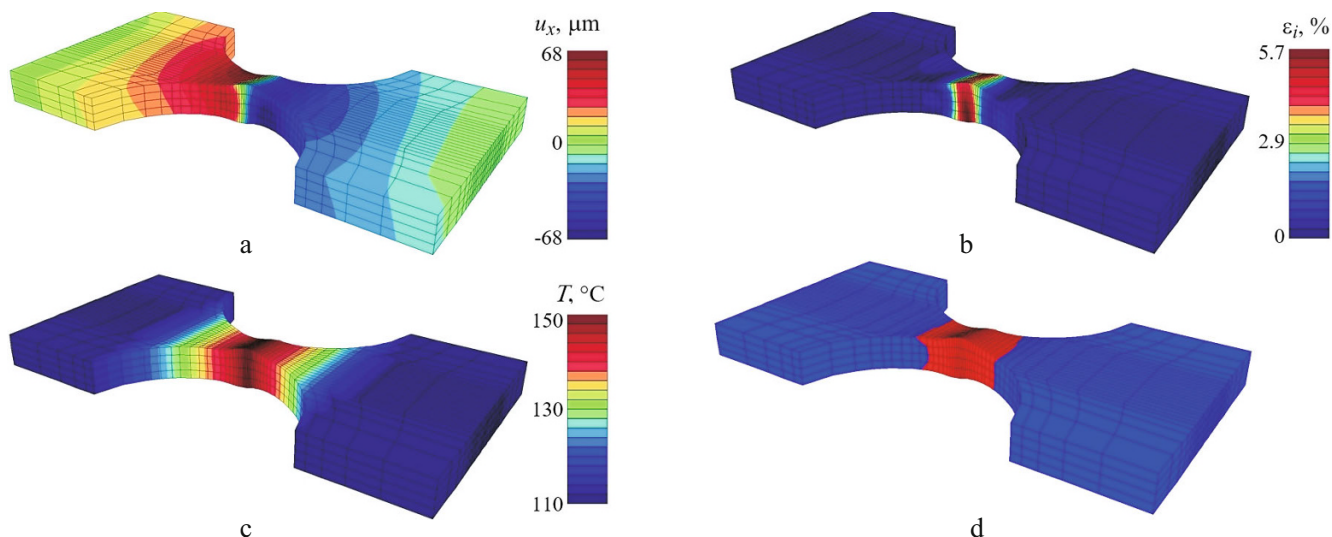 u_x, μm
68
0
-68
a
ε_i, %
5.7
2.9
0
b
T, °C
150
130
110
c
d